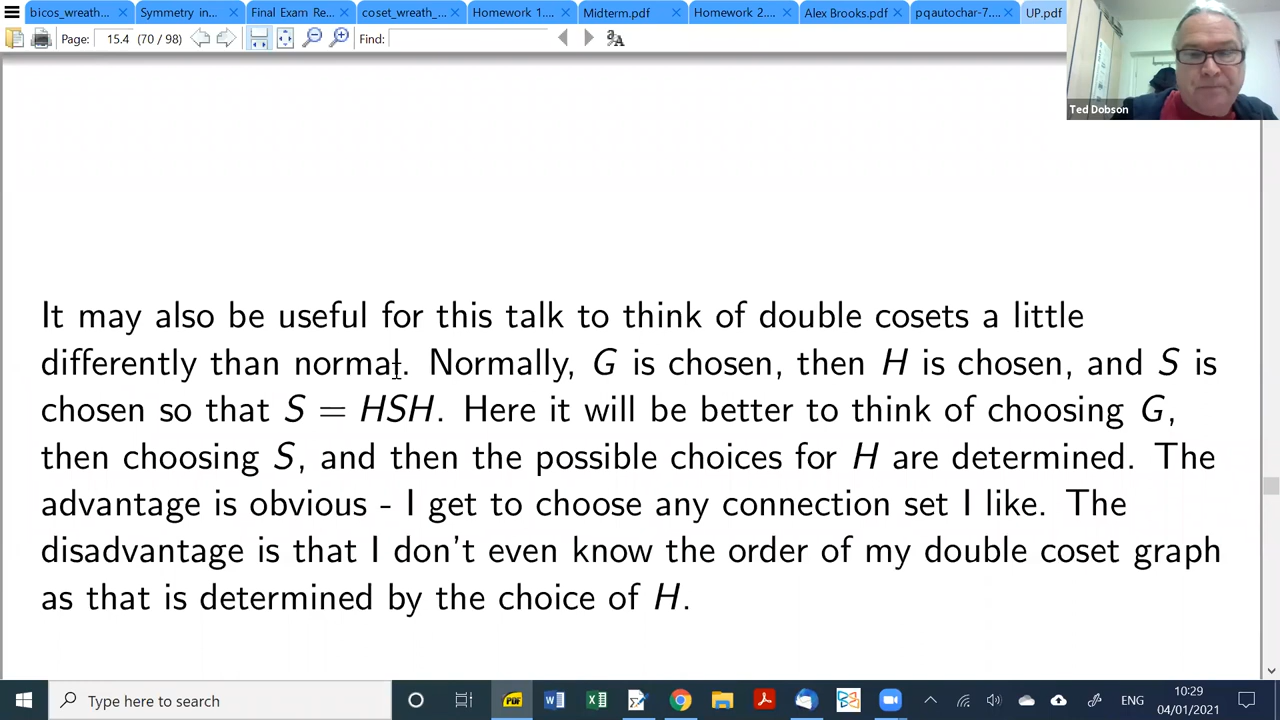 bicos_wreath...
Symmetry in...
Final Exam Re...
coset_wreath_...
Homework 1....
Midterm.pdf
Homework 2....
Alex Brooks.pdf
pqautochar-7....
UP.pdf
Page: 15.4 (70 / 98)
Find:
Ted Dobson
It may also be useful for this talk to think of double cosets a little
differently than normal. Normally, G is chosen, then H is chosen, and S is
chosen so that S = HSH. Here it will be better to think of choosing G,
then choosing S, and then the possible choices for H are determined. The
advantage is obvious - I get to choose any connection set I like. The
disadvantage is that I don't even know the order of my double coset graph
as that is determined by the choice of H.
Type here to search
ENG
10:29
04/01/2021